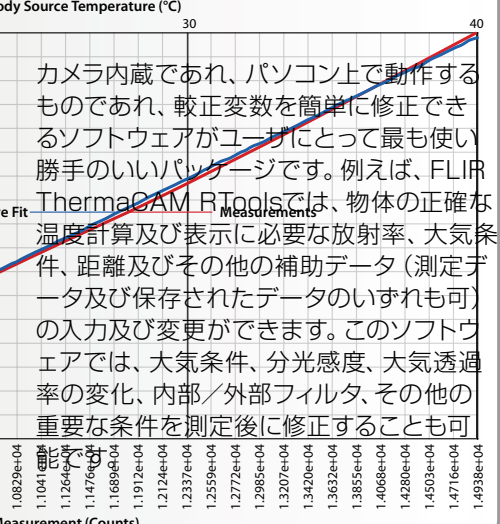 ody Source Temperature (°C)
30 40
カメラ内蔵であれ、パソコン上で動作する
ものであれ、較正変数を簡単に修正でき
るソフトウェアがユーザにとって最も使い
勝手のいいパッケージです。例えば、FLIR
ThermaCAM RToolsでは、物体の正確な
e Fit Measurements
温度計算及び表示に必要な放射率、大気条
件、距離及びその他の補助データ（測定デ
ータ及び保存されたデータのいずれも可）
の入力及び変更ができます。このソフトウ
ェアでは、大気条件、分光感度、大気透過
率の変化、内部／外部フィルタ、その他の
重要な条件を測定後に修正することも可
能です。
1.0829e+04
1.1041e+04
1.1264e+04
1.1476e+04
1.1689e+04
1.1912e+04
1.2124e+04
1.2337e+04
1.2559e+04
1.2772e+04
1.2985e+04
1.3207e+04
1.3420e+04
1.3632e+04
1.3855e+04
1.4068e+04
1.4280e+04
1.4503e+04
1.4716e+04
1.4938e+04
Measurement (Counts)